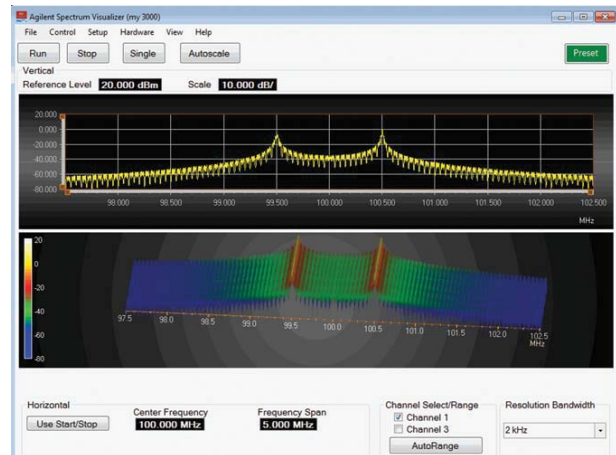 Agilent Spectrum Visualizer (my 3000)
File Control Setup Hardware View Help
Run Stop Single Autoscale Preset
Vertical
Reference Level 20.000 dBm Scale 10.000 dB/
20.000
0.000
-20.000
-40.000
-60.000
-80.000
98.000 98.500 99.000 99.500 100.000 100.500 101.000 101.500 102.000 102.500
MHz
20
0
-20
-40
-60
-80
97.5 98.0 98.5 99.0 99.5 100.0 100.5 101.0 101.5 102.0 102.5
MHz
Horizontal
Use Start/Stop
Center Frequency
100.000 MHz
Frequency Span
5.000 MHz
Channel Select/Range
Channel 1
Channel 3
AutoRange
Resolution Bandwidth
2 kHz